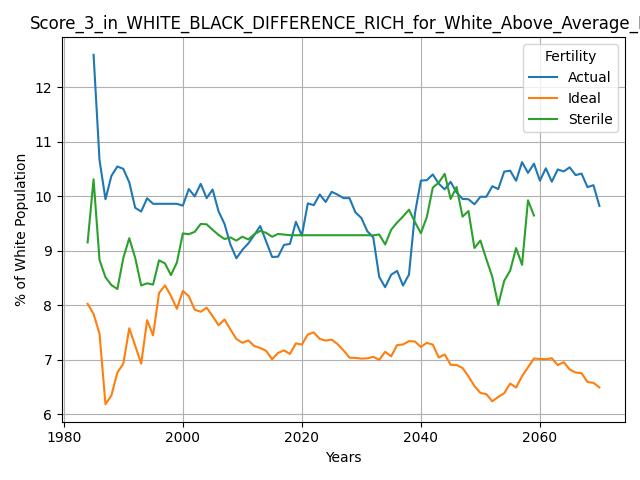 Score_3_in_WHITE_BLACK_DIFFERENCE_RICH_for_White_Above_Average_
Fertility
Actual
Ideal
Sterile
% of White Population
12
11
10
9
8
7
6
1980
2000
2020
2040
2060
Years